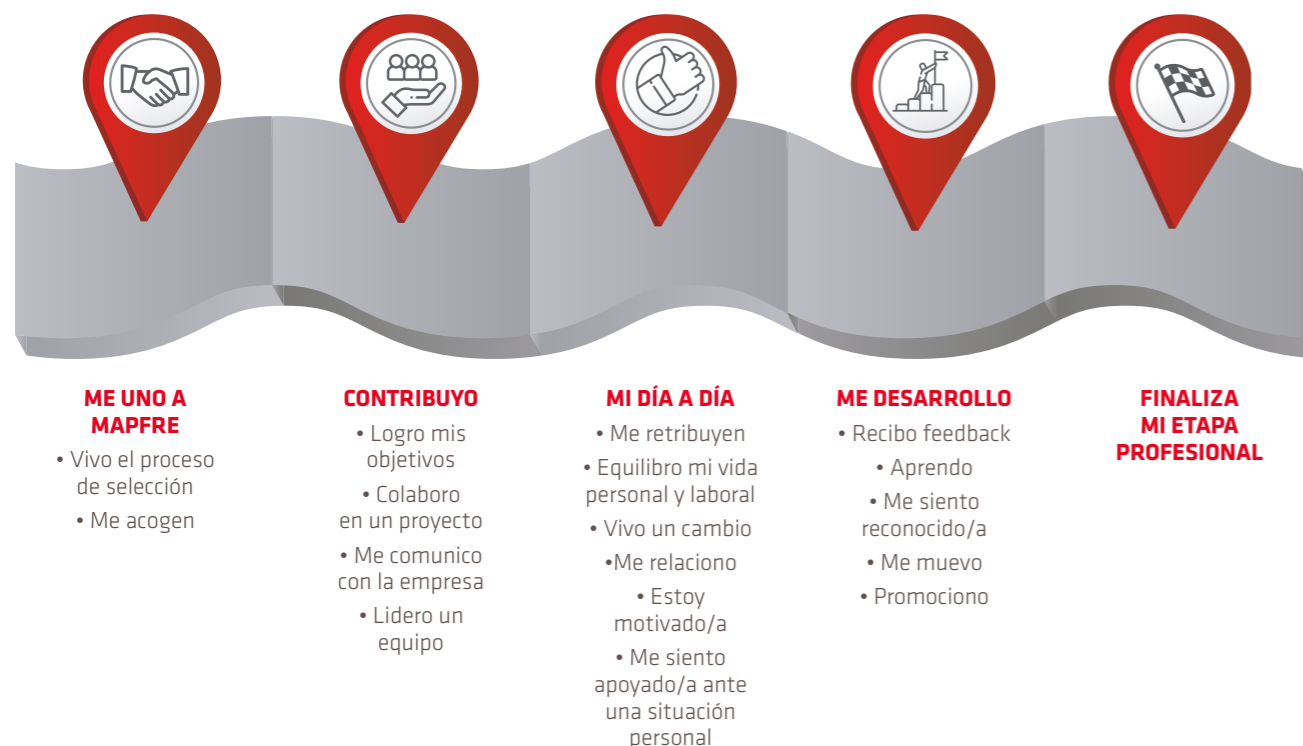 ME UNO A
MAPFRE
• Vivo el proceso
de selección
• Me acogen
CONTRIBUYO
• Logro mis
objetivos
• Colaboro
en un proyecto
• Me comunico
con la empresa
• Lidero un
equipo
MI DÍA A DÍA
• Me retribuyen
• Equilibro mi vida
personal y laboral
• Vivo un cambio
•Me relaciono
• Estoy
motivado/a
• Me siento
apoyado/a ante
una situación
personal
ME DESARROLLO
• Recibo feedback
• Aprendo
• Me siento
reconocido/a
• Me muevo
• Promociono
FINALIZA
MI ETAPA
PROFESIONAL